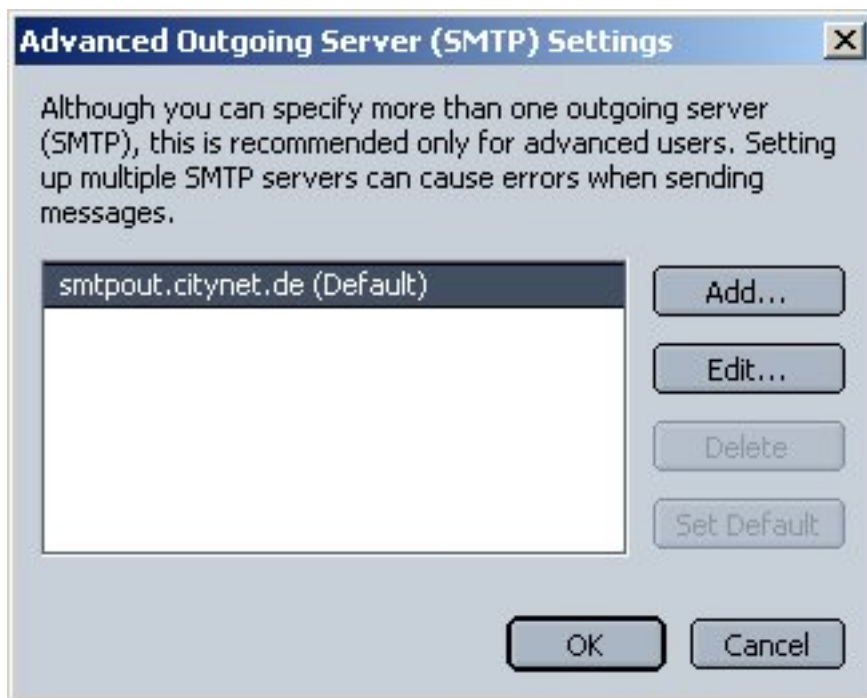 Advanced Outgoing Server (SMTP) Settings
Although you can specify more than one outgoing server
(SMTP), this is recommended only for advanced users. Setting
up multiple SMTP servers can cause errors when sending
messages.
smtpout.citynet.de (Default)
Add...
Edit...
Delete
Set Default
OK
Cancel